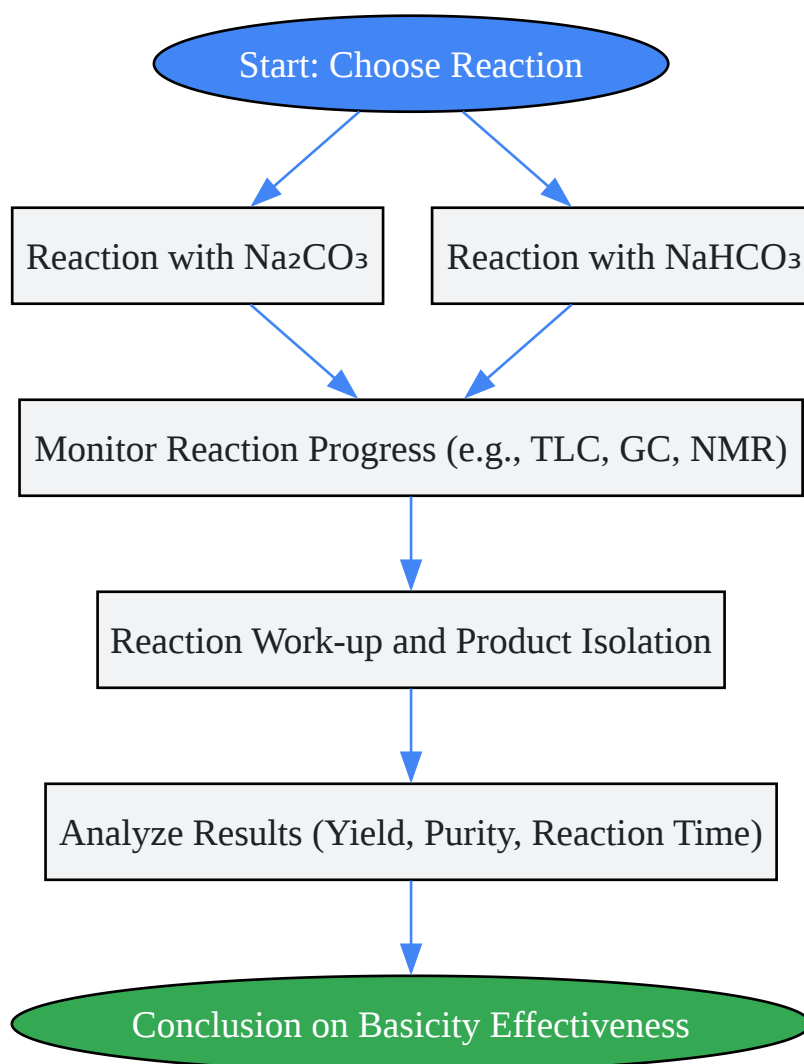 Start: Choose Reaction
Reaction with Na₂CO₃
Reaction with NaHCO₃
Monitor Reaction Progress (e.g., TLC, GC, NMR)
Reaction Work-up and Product Isolation
Analyze Results (Yield, Purity, Reaction Time)
Conclusion on Basicity Effectiveness